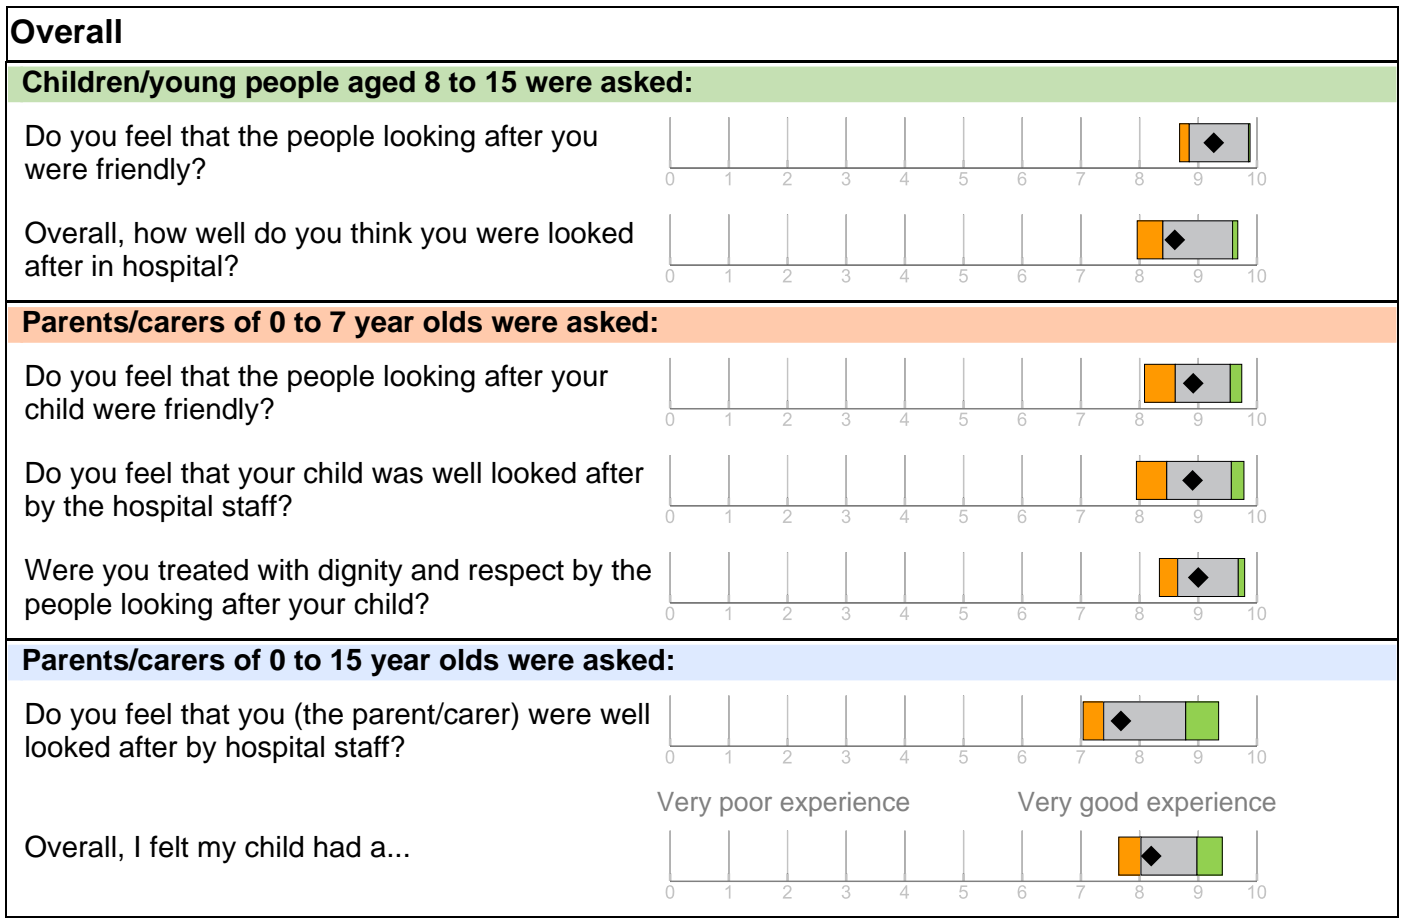 Overall
Children/young people aged 8 to 15 were asked:
Do you feel that the people looking after you
were friendly?
0 1 2 3 4 5 6 7 8 9 10
Overall, how well do you think you were looked
after in hospital?
0 1 2 3 4 5 6 7 8 9 10
Parents/carers of 0 to 7 year olds were asked:
Do you feel that the people looking after your
child were friendly?
0 1 2 3 4 5 6 7 8 9 10
Do you feel that your child was well looked after
by the hospital staff?
0 1 2 3 4 5 6 7 8 9 10
Were you treated with dignity and respect by the
people looking after your child?
0 1 2 3 4 5 6 7 8 9 10
Parents/carers of 0 to 15 year olds were asked:
Do you feel that you (the parent/carer) were well
looked after by hospital staff?
0 1 2 3 4 5 6 7 8 9 10
Very poor experience Very good experience
Overall, I felt my child had a...
0 1 2 3 4 5 6 7 8 9 10